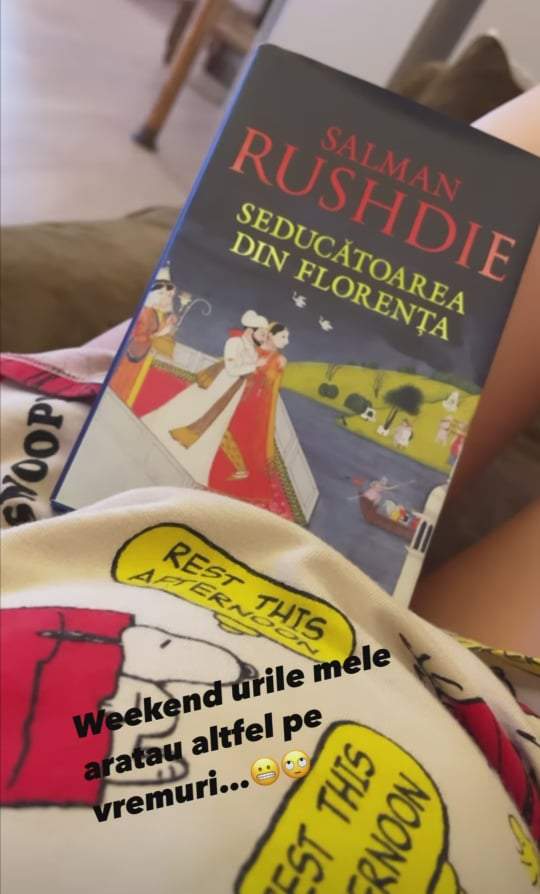 SALMAN
RUSHDIE
SEDUCĂTOAREA
DIN FLORENȚA
SNOOPY
REST THIS
AFTERNOON
Weekend urile mele
aratau altfel pe
vremuri...😬🙄
REST THIS
AFTERNOON